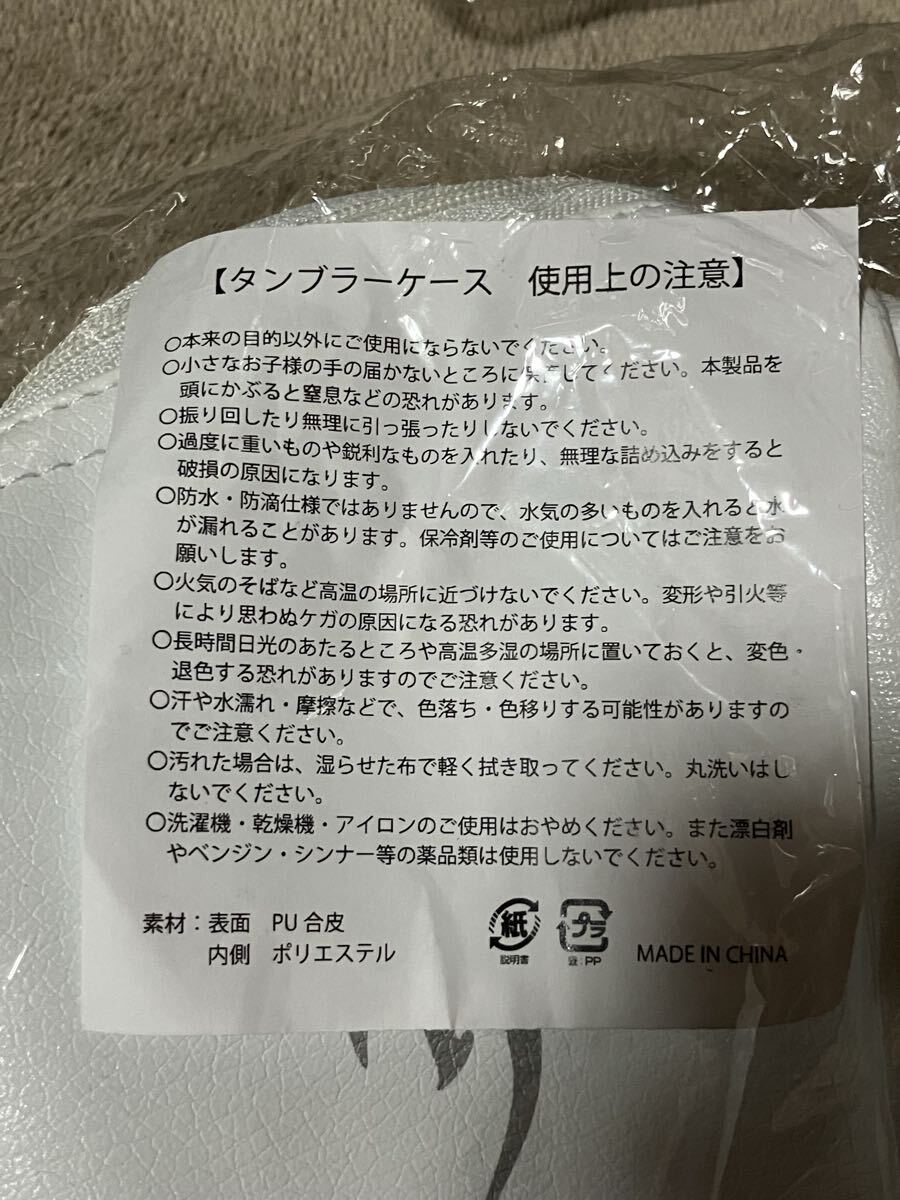 【タンブラーケース　使用上の注意】
〇本来の目的以外にご使用にならないでください。
〇小さなお子様の手の届かないところに保管してください。本製品を
頭にかぶると窒息などの恐れがあります。
〇振り回したり無理に引っ張ったりしないでください。
〇過度に重いものや鋭利なものを入れたり、無理な詰め込みをすると
破損の原因になります。
〇防水・防滴仕様ではありませんので、水気の多いものを入れると水
が漏れることがあります。保冷剤等のご使用についてはご注意をお
願いします。
〇火気のそばなど高温の場所に近づけないでください。変形や引火等
により思わぬケガの原因になる恐れがあります。
〇長時間日光のあたるところや高温多湿の場所に置いておくと、変色・
退色する恐れがありますのでご注意ください。
〇汗や水濡れ・摩擦などで、色落ち・色移りする可能性がありますの
でご注意ください。
〇汚れた場合は、湿らせた布で軽く拭き取ってください。丸洗いはし
ないでください。
〇洗濯機・乾燥機・アイロンのご使用はおやめください。また漂白剤
やベンジン・シンナー等の薬品類は使用しないでください。
素材：表面　PU合皮
内側　ポリエステル
紙
説明書
プラ
袋：PP
MADE IN CHINA